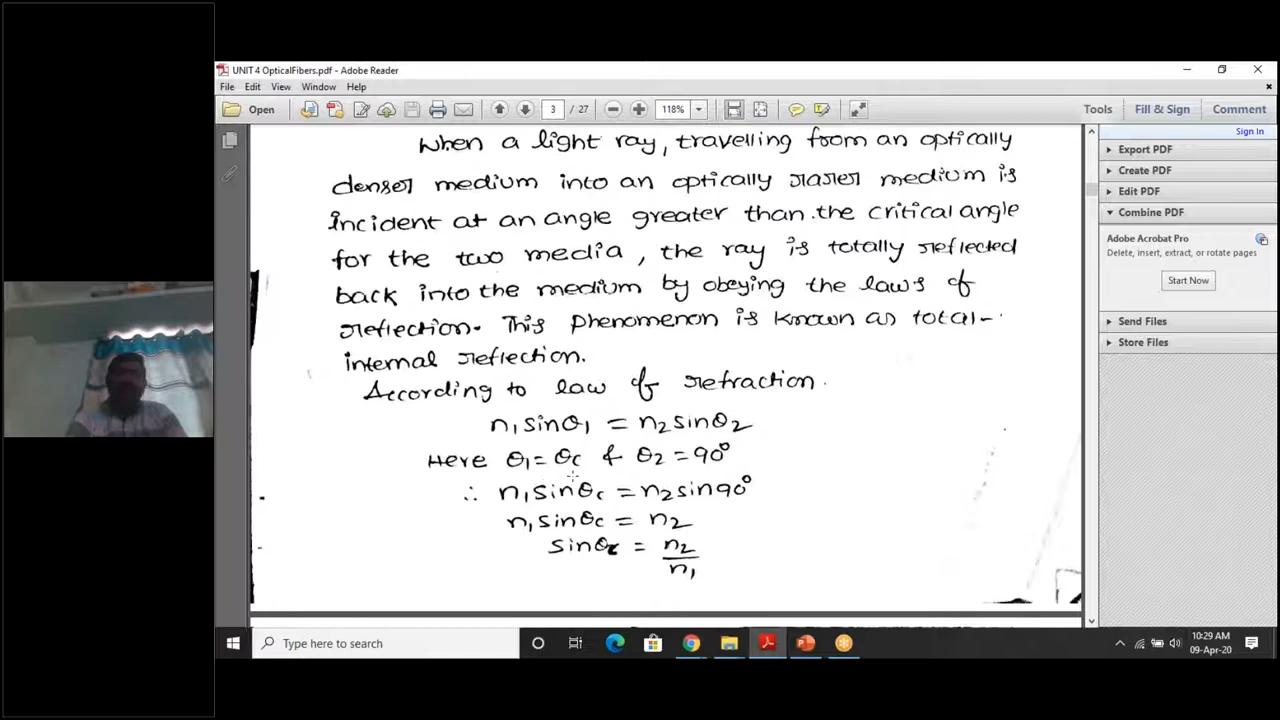 UNIT 4 OpticalFibers.pdf - Adobe Reader
File Edit View Window Help
Open 3 / 27 118% Tools Fill & Sign Comment
Sign In
Export PDF
Create PDF
Edit PDF
Combine PDF
Adobe Acrobat Pro
Delete, insert, extract, or rotate pages
Start Now
Send Files
Store Files
When a light ray, travelling from an optically
denser medium into an optically rarer medium is
incident at an angle greater than the critical angle
for the two media, the ray is totally reflected
back into the medium by obeying the laws of
reflection. This phenomenon is known as total-
internal reflection.
According to law of refraction.
n₁sinθ₁ = n₂sinθ₂
Here θ₁ = θc & θ₂ = 90°
∴ n₁sinθc = n₂sin90°
n₁sinθc = n₂
sinθc = n₂
n₁
Type here to search
10:29 AM
09-Apr-20